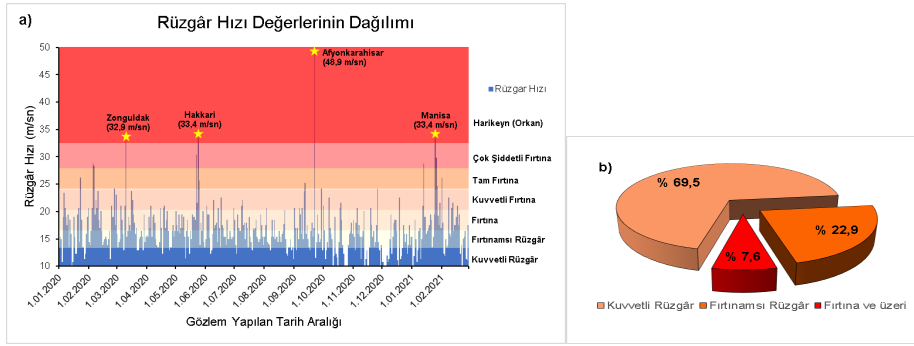 a)
Rüzgâr Hızı Değerlerinin Dağılımı
Rüzgâr Hızı (m/sn)
50
45
40
35
30
25
20
15
10
Zonguldak
(32,9 m/sn)
Hakkari
(33,4 m/sn)
Afyonkarahisar
(48,9 m/sn)
Manisa
(33,4 m/sn)
Rüzgar Hızı
Harikeyn (Orkan)
Çok Şiddetli Fırtına
Tam Fırtına
Kuvvetli Fırtına
Fırtına
Fırtınamsı Rüzgâr
Kuvvetli Rüzgâr
1.01.2020
1.02.2020
1.03.2020
1.04.2020
1.05.2020
1.06.2020
1.07.2020
1.08.2020
1.09.2020
1.10.2020
1.11.2020
1.12.2020
1.01.2021
1.02.2021
Gözlem Yapılan Tarih Aralığı
b)
% 69,5
% 22,9
% 7,6
Kuvvetli Rüzgâr
Fırtınamsı Rüzgâr
Fırtına ve üzeri